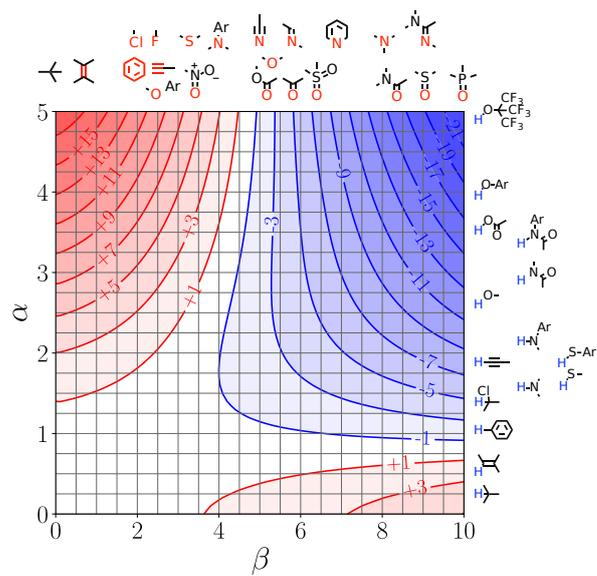 Ar
N
Cl F S N N N N N N
O
N+ O−
O S O
N S P
O Ar O O O O O O O
5
4
3
2
1
0
0 2 4 6 8 10
α
β
+15
+13
+11
+9
+7
+5
+3
+1
-1
-3
-5
-7
-9
-11
-13
-15
-17
-19
-21
+1
+3
CF3
H O CF3
CF3
H O-Ar
H O O
Ar
H N O
H N O
H O-
Ar
H-N
H S-Ar
H-≡
H S-
Cl
H
H-N
H-
H
H